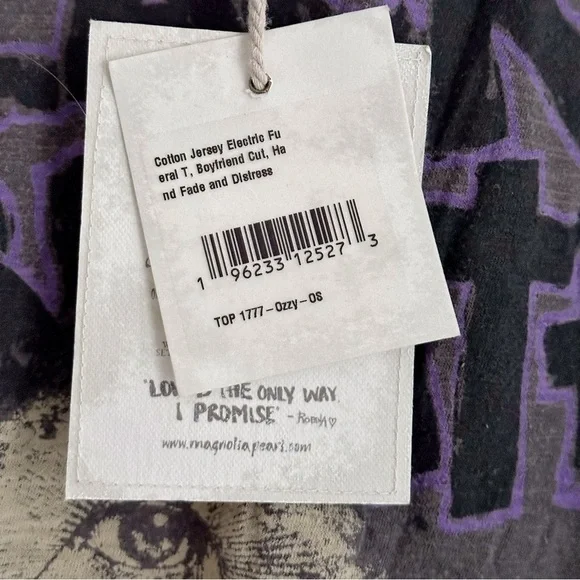 Cotton Jersey Electric Fu
eral T, Boyfriend Cut, Ha
nd Fade and Distress
1 96233 12527 3
TOP 1777-Ozzy-OS
THE ONLY WAY,
I PROMISE" - Robin♡
www.magnoliapearl.com